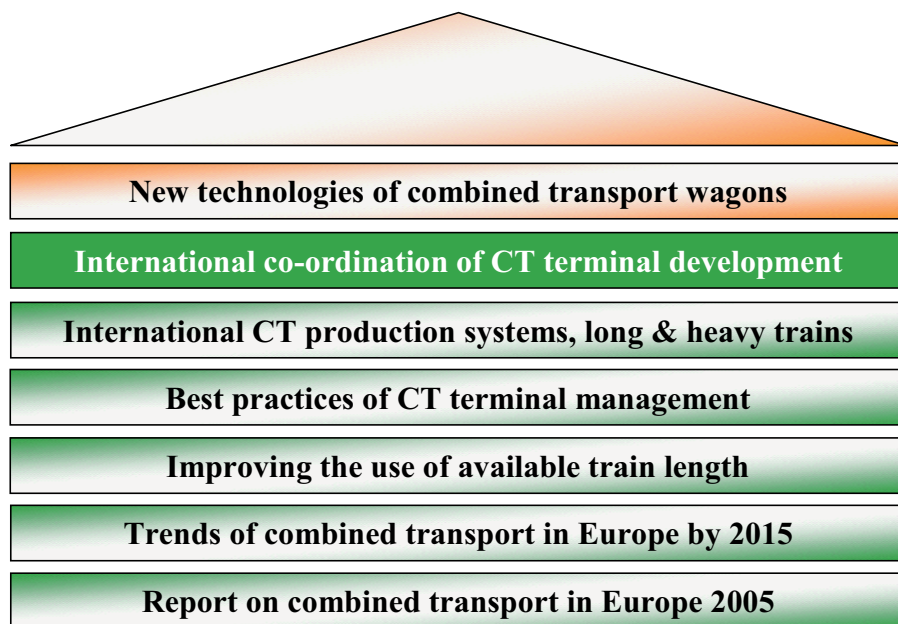 New technologies of combined transport wagons
International co-ordination of CT terminal development
International CT production systems, long & heavy trains
Best practices of CT terminal management
Improving the use of available train length
Trends of combined transport in Europe by 2015
Report on combined transport in Europe 2005